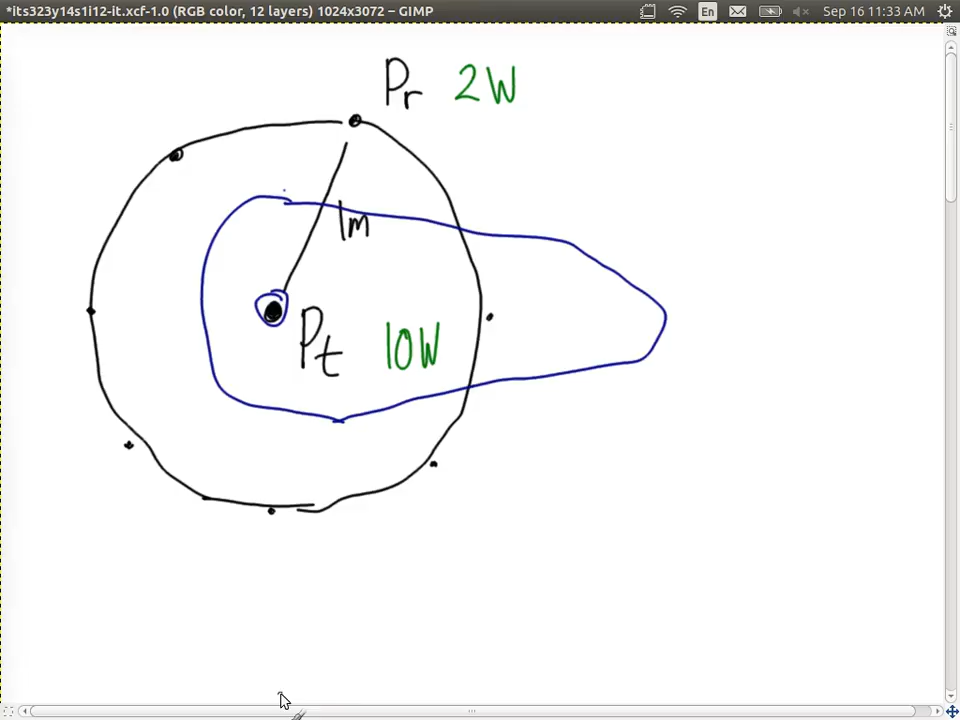 *its323y14s1i12-it.xcf-1.0 (RGB color, 12 layers) 1024x3072 – GIMP
En
Sep 16 11:33 AM
Pr 2W
1m
Pt 10W